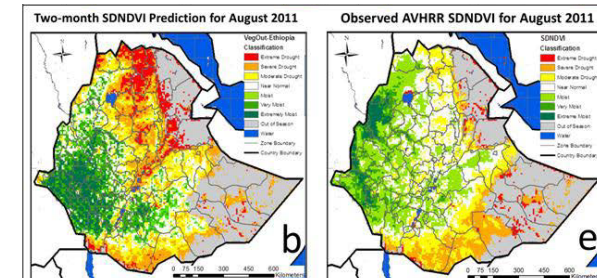 Two-month SDNDVI Prediction for August 2011
VegOut-Ethiopia
Classification
Extreme Drought
Severe Drought
Moderate Drought
Near Normal
Moist
Very Moist
Extremely Moist
Out of Season
Water
Zone Boundary
Country Boundary
b
0 75 150 300 450 600
Kilometers
Observed AVHRR SDNDVI for August 2011
SDNDVI
Classification
Extreme Drought
Severe Drought
Moderate Drought
Near Normal
Moist
Very Moist
Extreme Moist
Out of Season
Water
Zone Boundary
Country Boundary
e
0 75 150 300 450 600
Kilometers